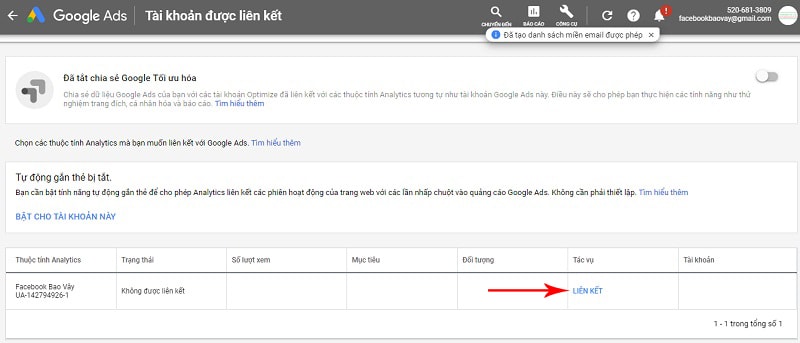 Google Ads
Tài khoản được liên kết
CHUYỂN ĐẾN
BÁO CÁO
CÔNG CỤ
520-681-3809
facebookbaovay@gmail.com
Đã tạo danh sách miền email được phép
Đã tắt chia sẻ Google Tối ưu hóa
Chia sẻ dữ liệu Google Ads của bạn với các tài khoản Optimize đã liên kết với các thuộc tính Analytics tương tự như tài khoản Google Ads này. Điều này sẽ cho phép bạn thực hiện các tính năng như thử
nghiệm trang đích, cá nhân hóa và báo cáo. Tìm hiểu thêm
Chọn các thuộc tính Analytics mà bạn muốn liên kết với Google Ads. Tìm hiểu thêm
Tự động gắn thẻ bị tắt.
Bạn cần bật tính năng tự động gắn thẻ để cho phép Analytics liên kết các phiên hoạt động của trang web với các lần nhấp chuột vào quảng cáo Google Ads. Không cần phải thiết lập. Tìm hiểu thêm
BẬT CHO TÀI KHOẢN NÀY
Thuộc tính Analytics
Trạng thái
Số lượt xem
Mục tiêu
Đối tượng
Tác vụ
Tài khoản
Facebook Bao Vây
UA-142794926-1
Không được liên kết
LIÊN KẾT
1 - 1 trong tổng số 1